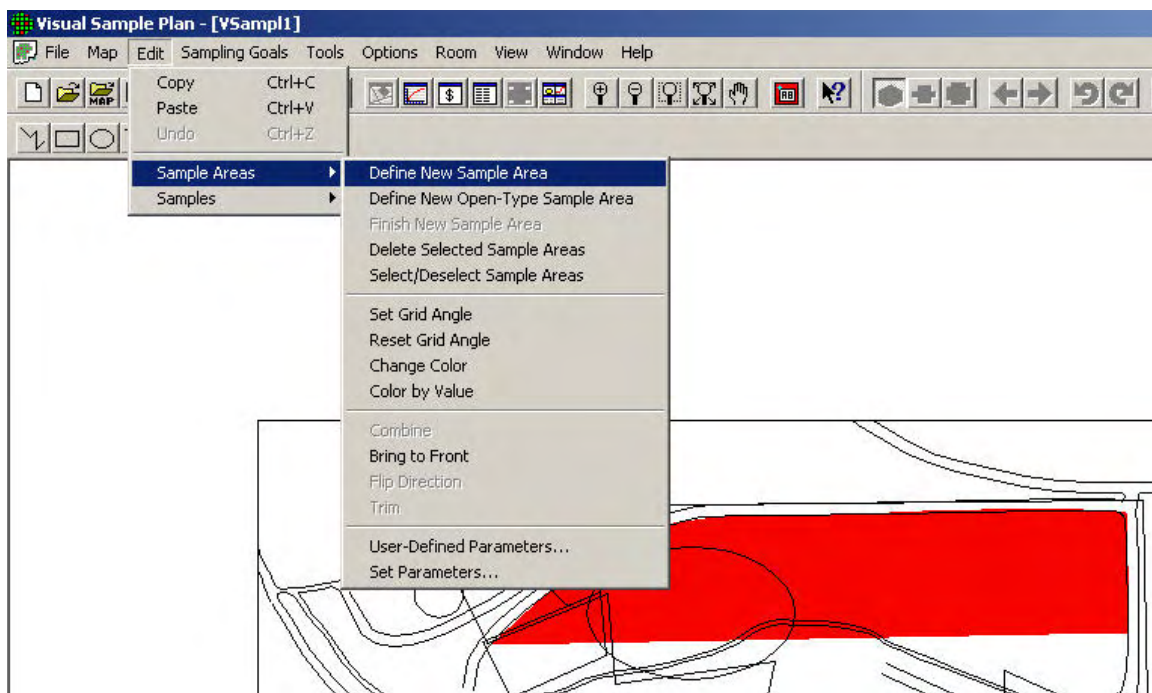 Visual Sample Plan - [VSampl1]
File Map Edit Sampling Goals Tools Options Room View Window Help
Copy Ctrl+C
MAP $ RB ?
Paste Ctrl+V
Undo Ctrl+Z
Sample Areas
Samples
Define New Sample Area
Define New Open-Type Sample Area
Finish New Sample Area
Delete Selected Sample Areas
Select/Deselect Sample Areas
Set Grid Angle
Reset Grid Angle
Change Color
Color by Value
Combine
Bring to Front
Flip Direction
Trim
User-Defined Parameters...
Set Parameters...